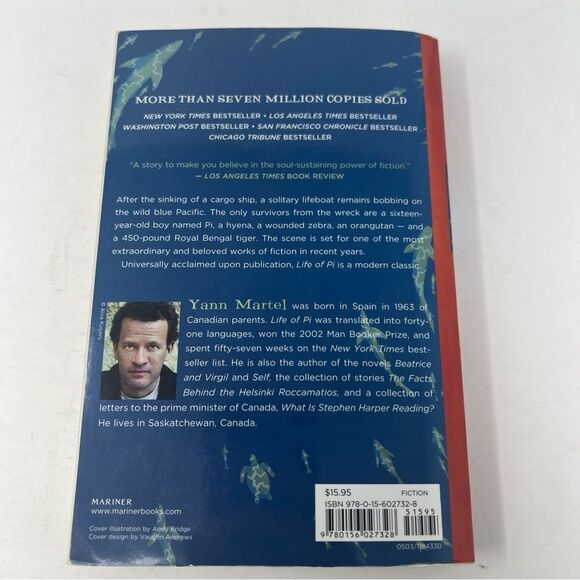 MORE THAN SEVEN MILLION COPIES SOLD
NEW YORK TIMES BESTSELLER • LOS ANGELES TIMES BESTSELLER
WASHINGTON POST BESTSELLER • SAN FRANCISCO CHRONICLE BESTSELLER
CHICAGO TRIBUNE BESTSELLER
"A story to make you believe in the soul-sustaining power of fiction."
— LOS ANGELES TIMES BOOK REVIEW
After the sinking of a cargo ship, a solitary lifeboat remains bobbing on
the wild blue Pacific. The only survivors from the wreck are a sixteen-
year-old boy named Pi, a hyena, a wounded zebra, an orangutan — and
a 450-pound Royal Bengal tiger. The scene is set for one of the most
extraordinary and beloved works of fiction in recent years.
Universally acclaimed upon publication, Life of Pi is a modern classic.
Yann Martel was born in Spain in 1963 of
Canadian parents. Life of Pi was translated into forty-
one languages, won the 2002 Man Booker Prize, and
spent fifty-seven weeks on the New York Times best-
seller list. He is also the author of the novels Beatrice
and Virgil and Self, the collection of stories The Facts
Behind the Helsinki Roccamatios, and a collection of
letters to the prime minister of Canada, What Is Stephen Harper Reading?
He lives in Saskatchewan, Canada.
MARINER
www.marinerbooks.com
Cover illustration by Andy Bridge
Cover design by Vaughn Andrews
$15.95 FICTION
ISBN 978-0-15-602732-8
51595
9 780156 027328
0503/1184330